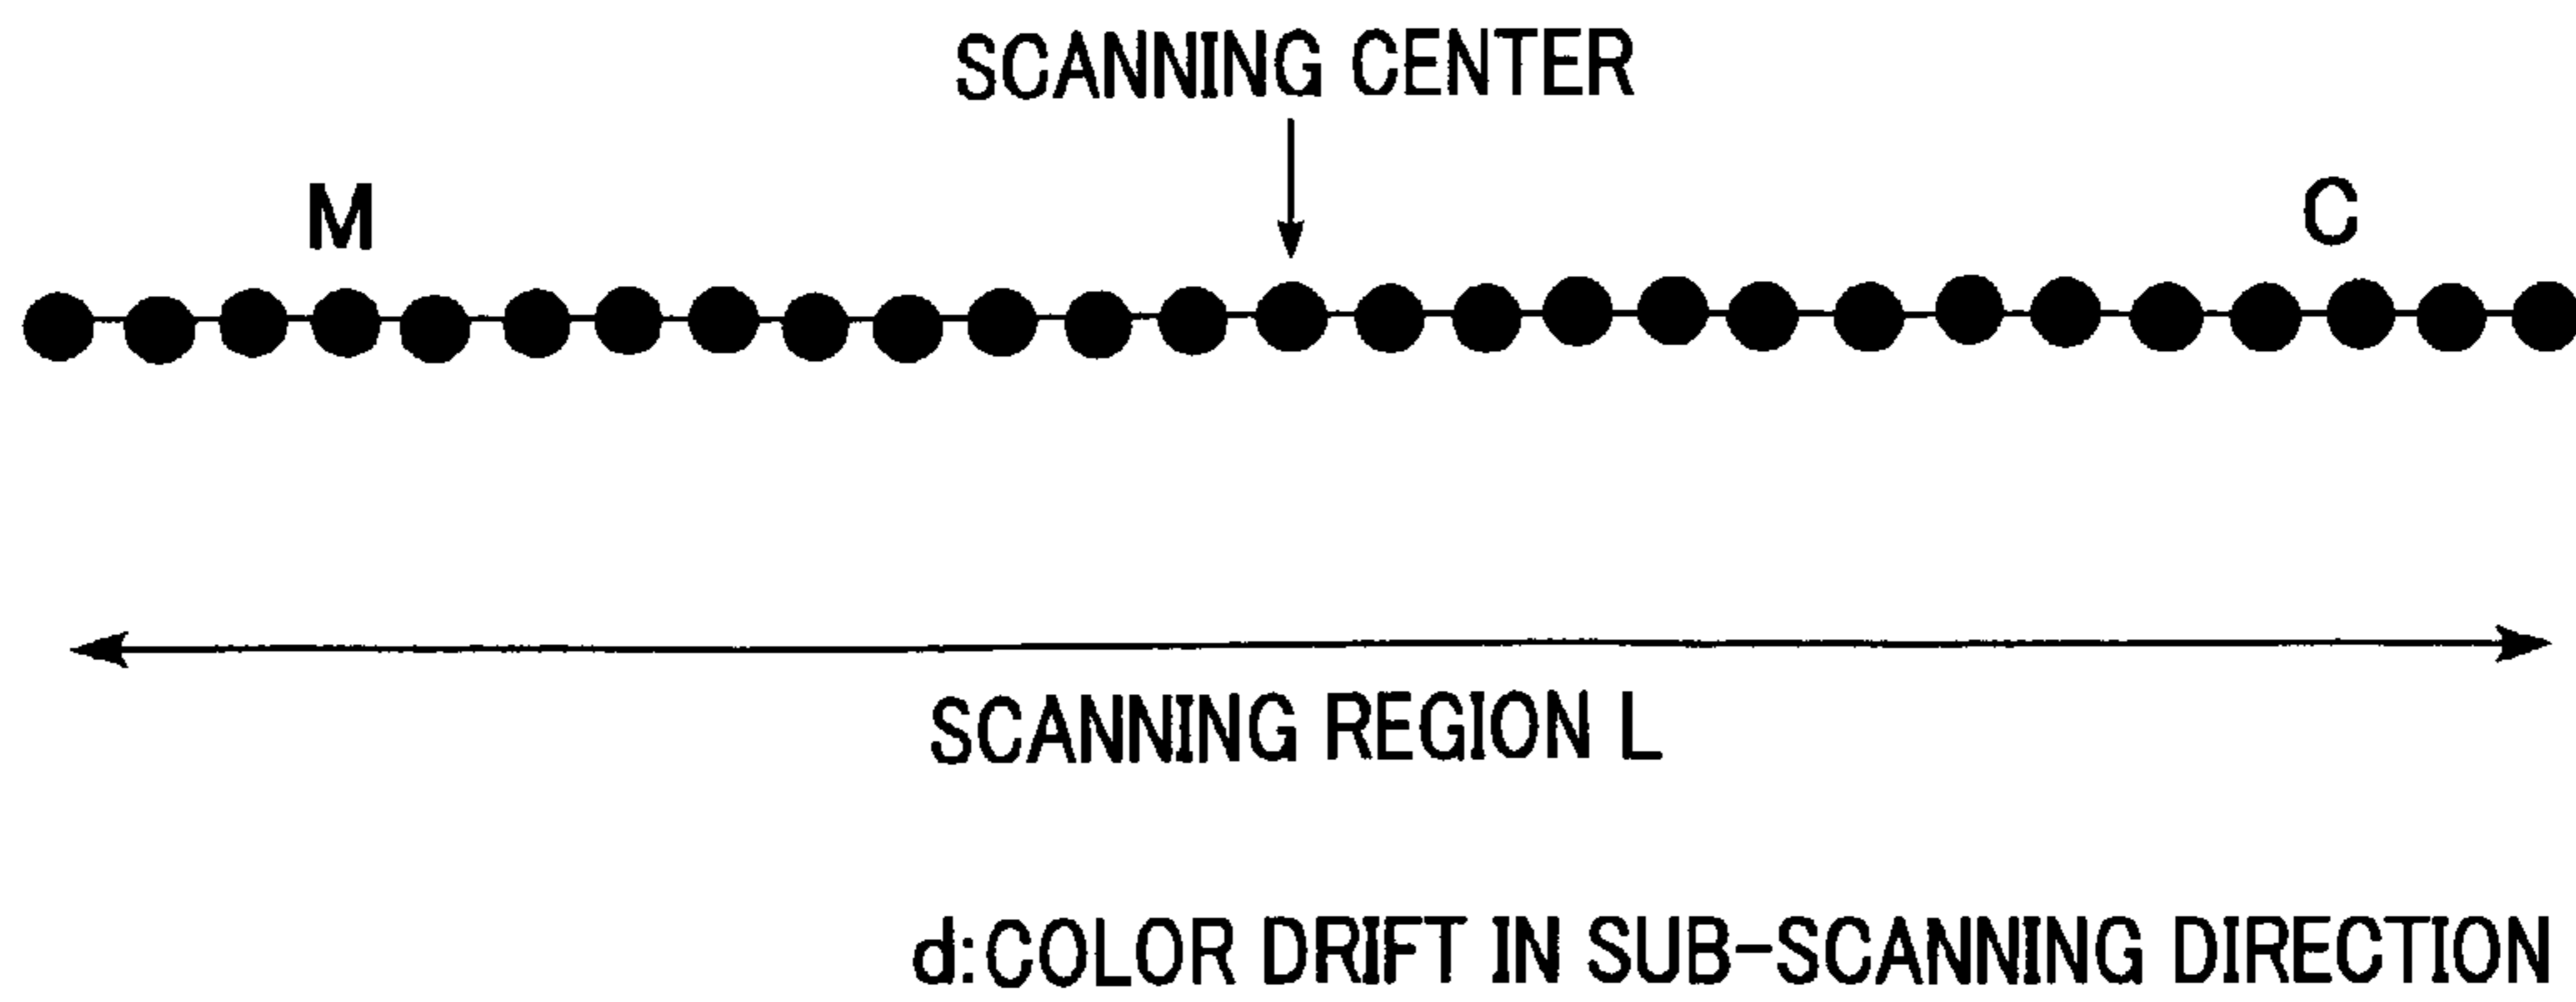 SCANNING CENTER
M
C
SCANNING REGION L
d:COLOR DRIFT IN SUB-SCANNING DIRECTION